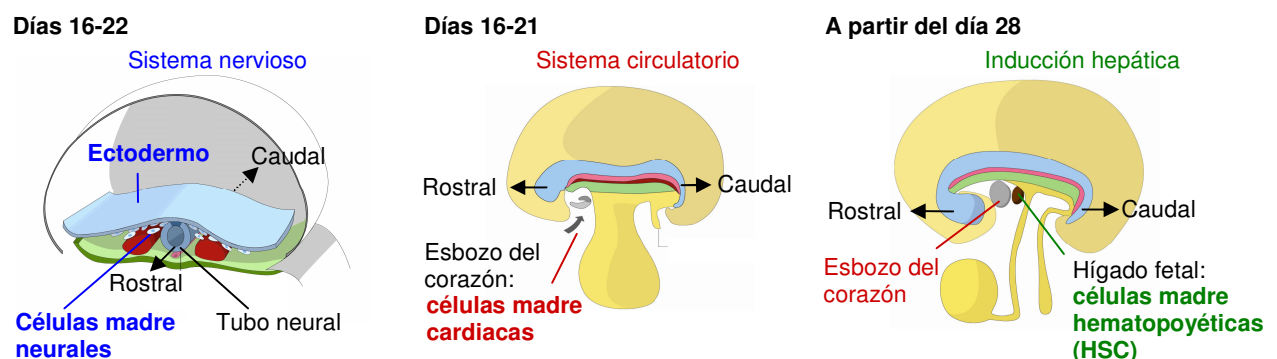 Días 16-22
Sistema nervioso
Ectodermo
Caudal
Rostral
Células madre
neurales
Tubo neural
Días 16-21
Sistema circulatorio
Rostral
Caudal
Esbozo del
corazón:
células madre
cardiacas
A partir del día 28
Inducción hepática
Rostral
Caudal
Esbozo del
corazón
Hígado fetal:
células madre
hematopoyéticas
(HSC)